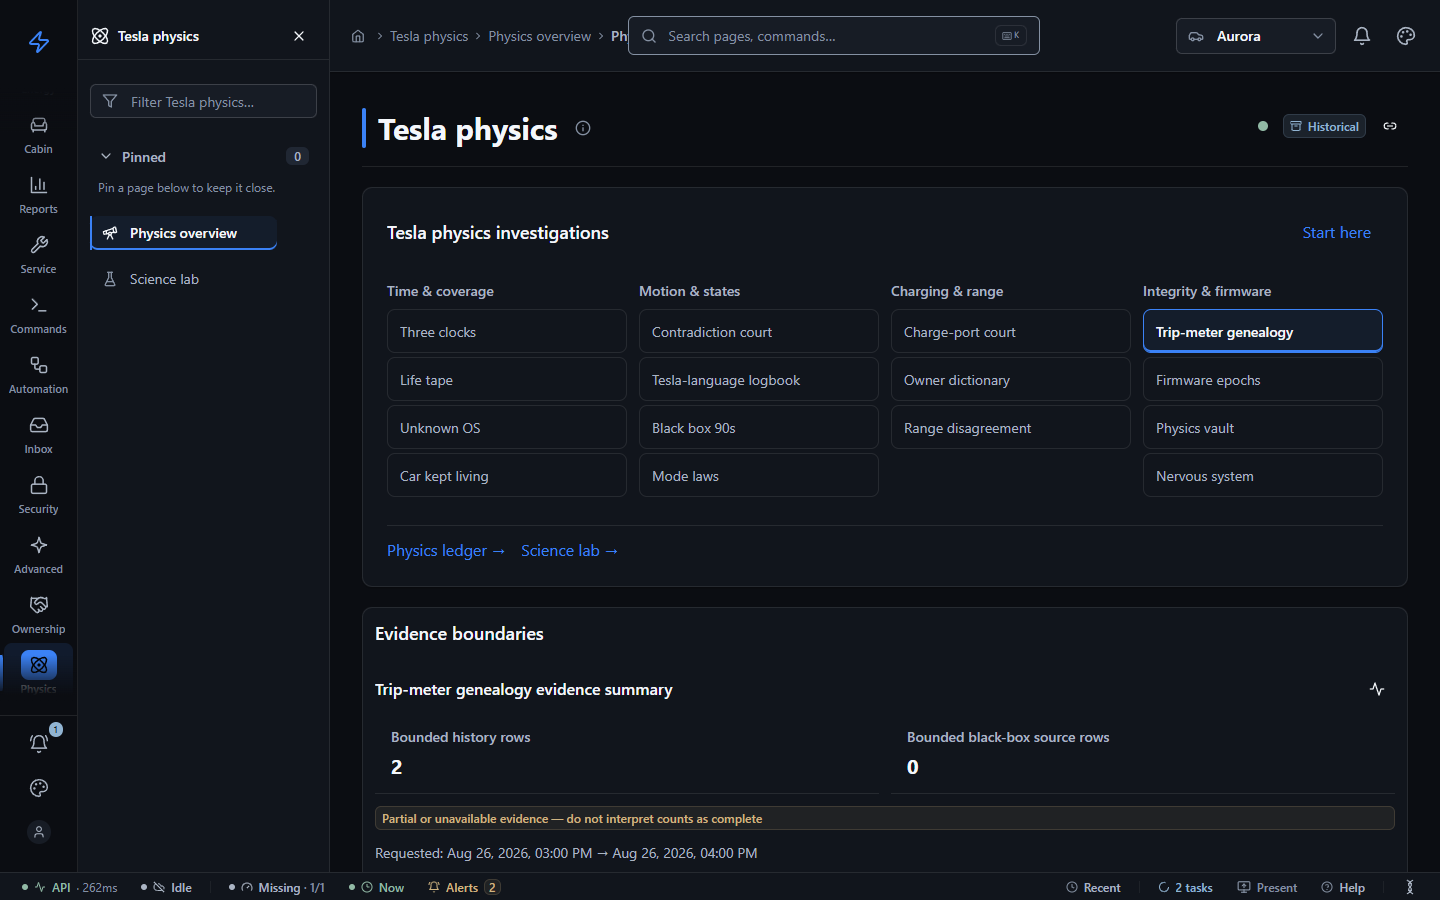 Tesla physics
Tesla physics
Physics overview
Ph
Search pages, commands...
K
Aurora
Filter Tesla physics...
Pinned
0
Pin a page below to keep it close.
Physics overview
Science lab
Cabin
Reports
Service
Commands
Automation
Inbox
Security
Advanced
Ownership
Physics
1
Tesla physics
Historical
Tesla physics investigations
Start here
Time & coverage
Three clocks
Life tape
Unknown OS
Car kept living
Motion & states
Contradiction court
Tesla-language logbook
Black box 90s
Mode laws
Charging & range
Charge-port court
Owner dictionary
Range disagreement
Integrity & firmware
Trip-meter genealogy
Firmware epochs
Physics vault
Nervous system
Physics ledger →
Science lab →
Evidence boundaries
Trip-meter genealogy evidence summary
Bounded history rows
2
Bounded black-box source rows
0
Partial or unavailable evidence — do not interpret counts as complete
Requested: Aug 26, 2026, 03:00 PM → Aug 26, 2026, 04:00 PM
API · 262ms
Idle
Missing · 1/1
Now
Alerts 2
Recent
2 tasks
Present
Help